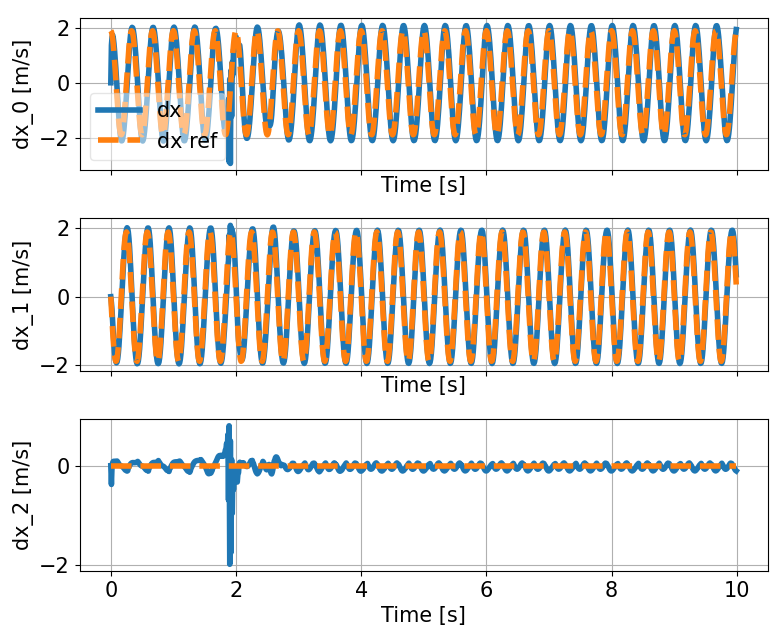 dx_0 [m/s]
2
0
−2
dx
dx ref
Time [s]
dx_1 [m/s]
2
0
−2
Time [s]
dx_2 [m/s]
0
−2
0 2 4 6 8 10
Time [s]